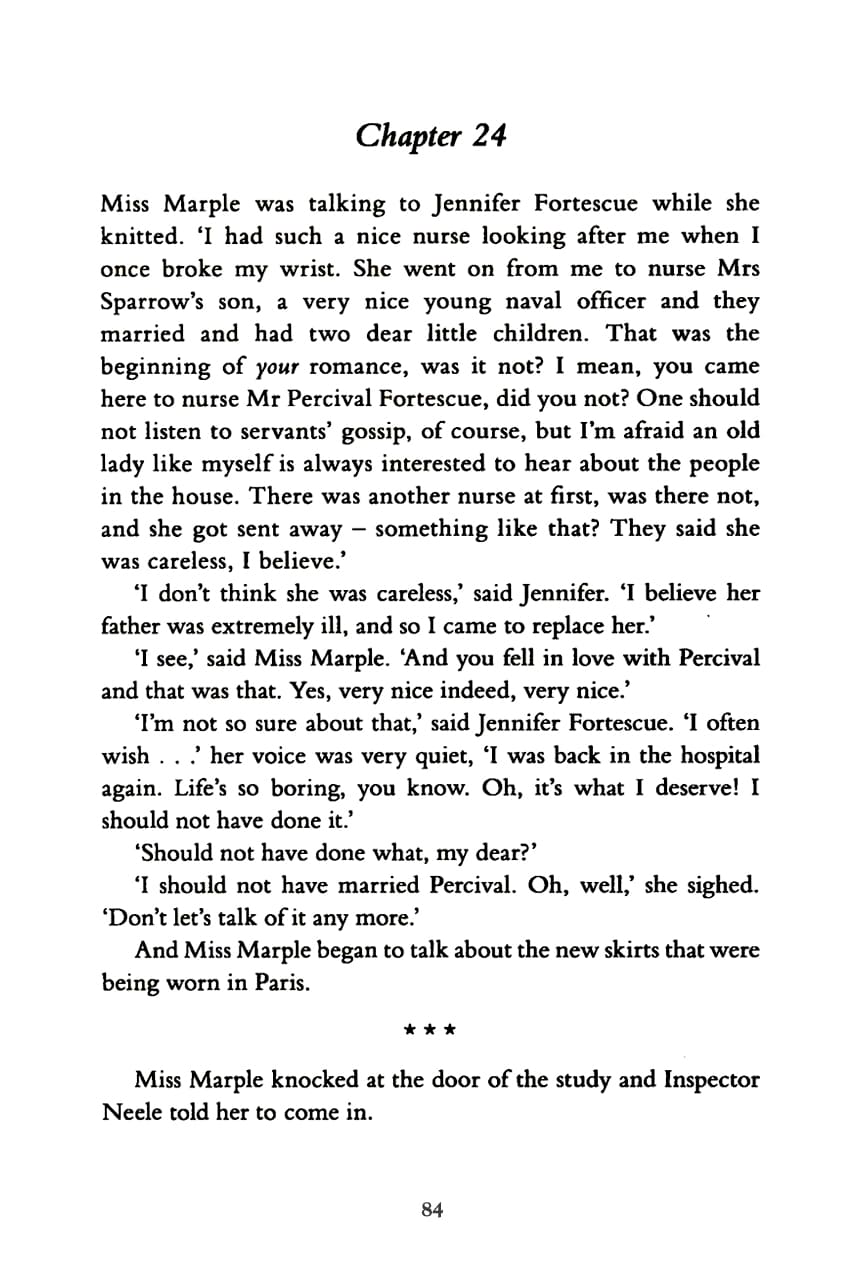 Chapter 24
Miss Marple was talking to Jennifer Fortescue while she
knitted. ‘I had such a nice nurse looking after me when I
once broke my wrist. She went on from me to nurse Mrs
Sparrow’s son, a very nice young naval officer and they
married and had two dear little children. That was the
beginning of your romance, was it not? I mean, you came
here to nurse Mr Percival Fortescue, did you not? One should
not listen to servants’ gossip, of course, but I’m afraid an old
lady like myself is always interested to hear about the people
in the house. There was another nurse at first, was there not,
and she got sent away – something like that? They said she
was careless, I believe.’
‘I don’t think she was careless,’ said Jennifer. ‘I believe her
father was extremely ill, and so I came to replace her.’
‘I see,’ said Miss Marple. ‘And you fell in love with Percival
and that was that. Yes, very nice indeed, very nice.’
‘I’m not so sure about that,’ said Jennifer Fortescue. ‘I often
wish . . .’ her voice was very quiet, ‘I was back in the hospital
again. Life’s so boring, you know. Oh, it’s what I deserve! I
should not have done it.’
‘Should not have done what, my dear?’
‘I should not have married Percival. Oh, well,’ she sighed.
‘Don’t let’s talk of it any more.’
And Miss Marple began to talk about the new skirts that were
being worn in Paris.
★ ★ ★
Miss Marple knocked at the door of the study and Inspector
Neele told her to come in.
84